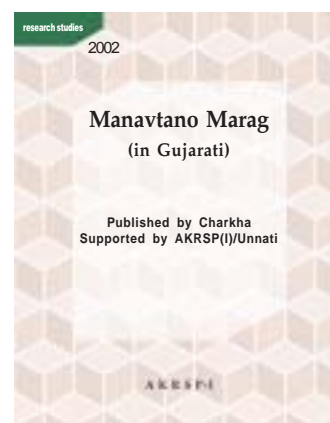 research studies
2002
Manavtano Marag
(in Gujarati)
Published by Charkha
Supported by AKRSP(I)/Unnati
AKRSP-I